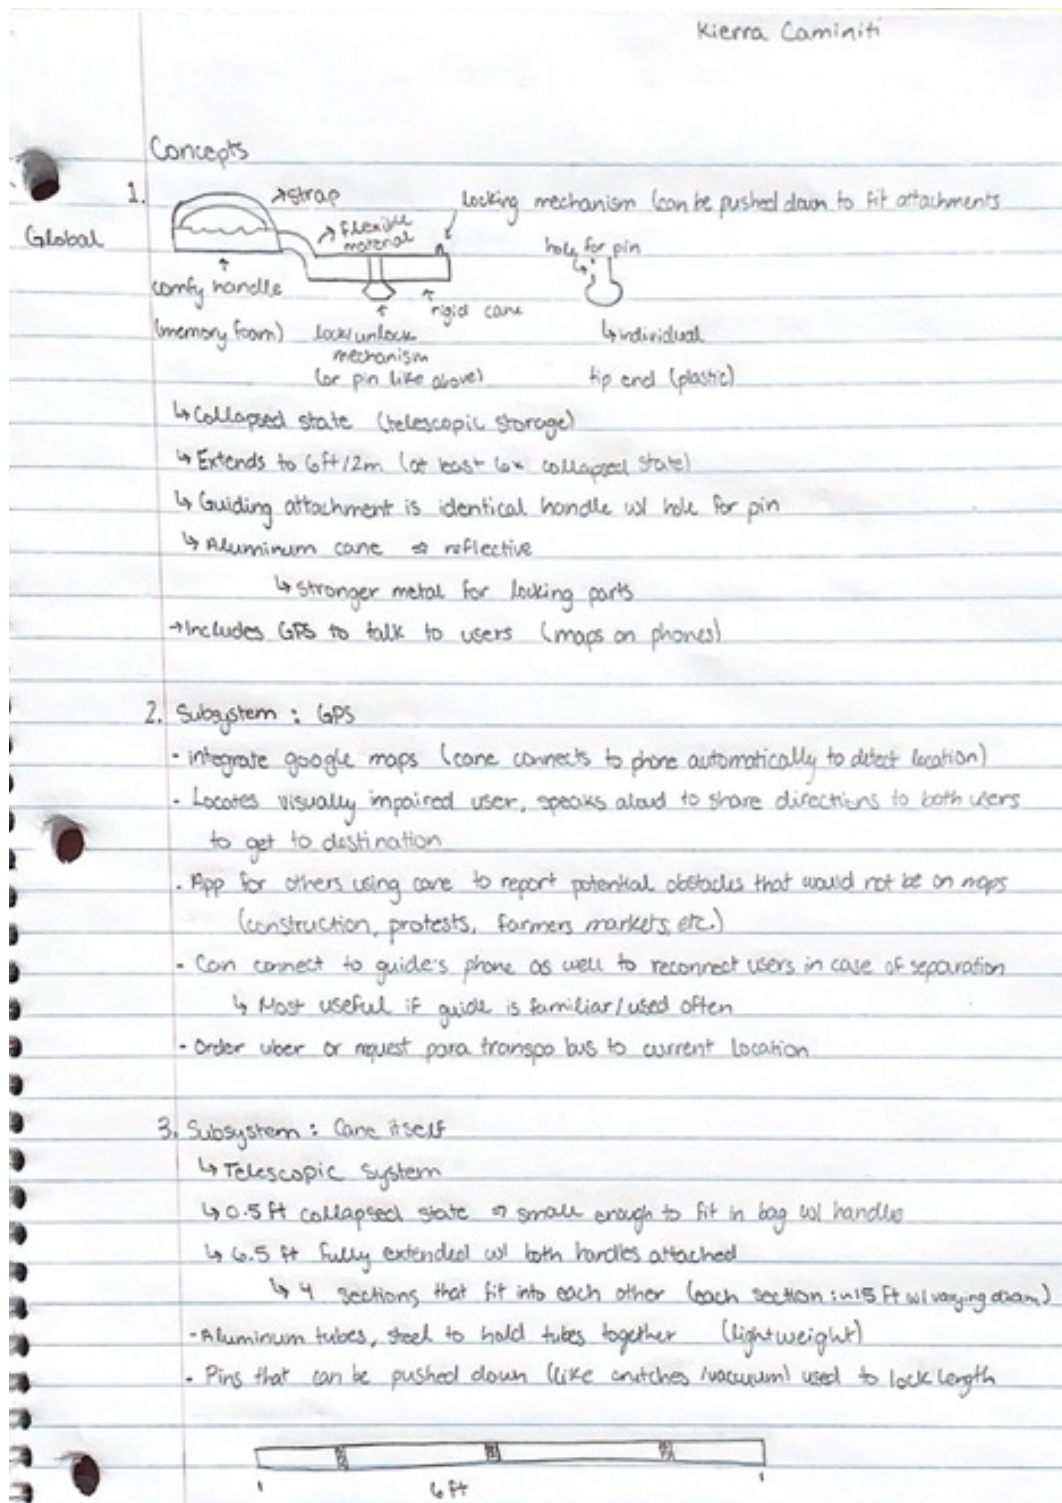 Kierra Caminiti
Concepts
1.
Global
strap
flexible
material
locking mechanism (can be pushed down to fit attachments
hole for pin
comfy handle
(memory foam)
rigid cane
lock/unlock
mechanism
(or pin like above)
↳ individual
tip end (plastic)
↳ Collapsed state (telescopic storage)
↳ Extends to 6ft/2m (at least 6x collapsed state)
↳ Guiding attachment is identical handle w/ hole for pin
↳ Aluminum cane ⇒ reflective
↳ stronger metal for locking parts
→ Includes GPS to talk to users (maps on phones)
2. Subsystem : GPS
- integrate google maps (cane connects to phone automatically to detect location)
- Locates visually impaired user, speaks aloud to share directions to both users
to get to destination
- App for others using cane to report potential obstacles that would not be on maps
(construction, protests, farmers markets, etc.)
- Can connect to guide's phone as well to reconnect users in case of separation
↳ Most useful if guide is familiar/used often
- Order uber or request para transpo bus to current location
3. Subsystem : Cane itself
↳ Telescopic System
↳ 0.5 ft collapsed state ⇒ small enough to fit in bag w/ handles
↳ 6.5 ft fully extended w/ both handles attached
↳ 4 sections that fit into each other (each section : ft w/ varying diam)
- Aluminum tubes, steel to hold tubes together (lightweight)
- Pins that can be pushed down (like crutches /vacuum) used to lock length
6 ft